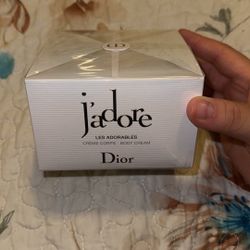 j'adore
LES ADORABLES
CRÈME CORPS - BODY CREAM
Dior